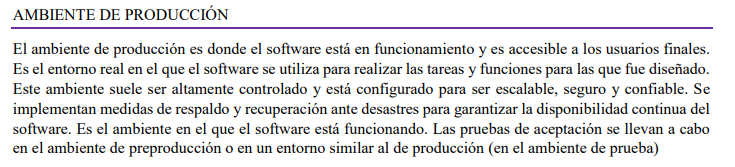 AMBIENTE DE PRODUCCIÓN
El ambiente de producción es donde el software está en funcionamiento y es accesible a los usuarios finales.
Es el entorno real en el que el software se utiliza para realizar las tareas y funciones para las que fue diseñado.
Este ambiente suele ser altamente controlado y está configurado para ser escalable, seguro y confiable. Se
implementan medidas de respaldo y recuperación ante desastres para garantizar la disponibilidad continua del
software. Es el ambiente en el que el software está funcionando. Las pruebas de aceptación se llevan a cabo
en el ambiente de preproducción o en un entorno similar al de producción (en el ambiente de prueba)